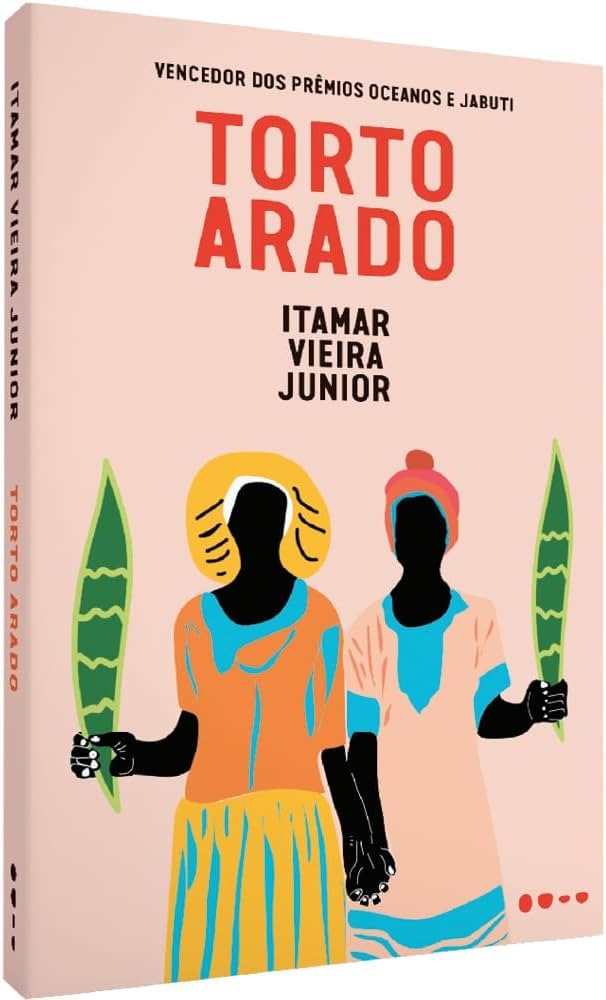 VENCEDOR DOS PRÊMIOS OCEANOS E JABUTI
TORTO
ARADO
ITAMAR
VIEIRA
JUNIOR
ITAMAR VIEIRA JUNIOR TORTO ARADO